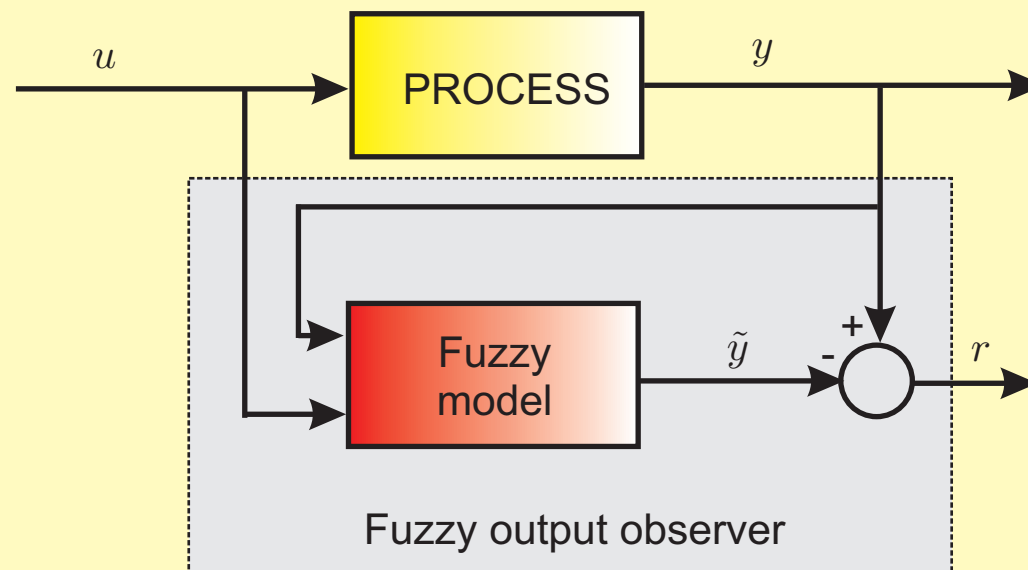 u
PROCESS
y
Fuzzy
model
ỹ
+
-
r
Fuzzy output observer